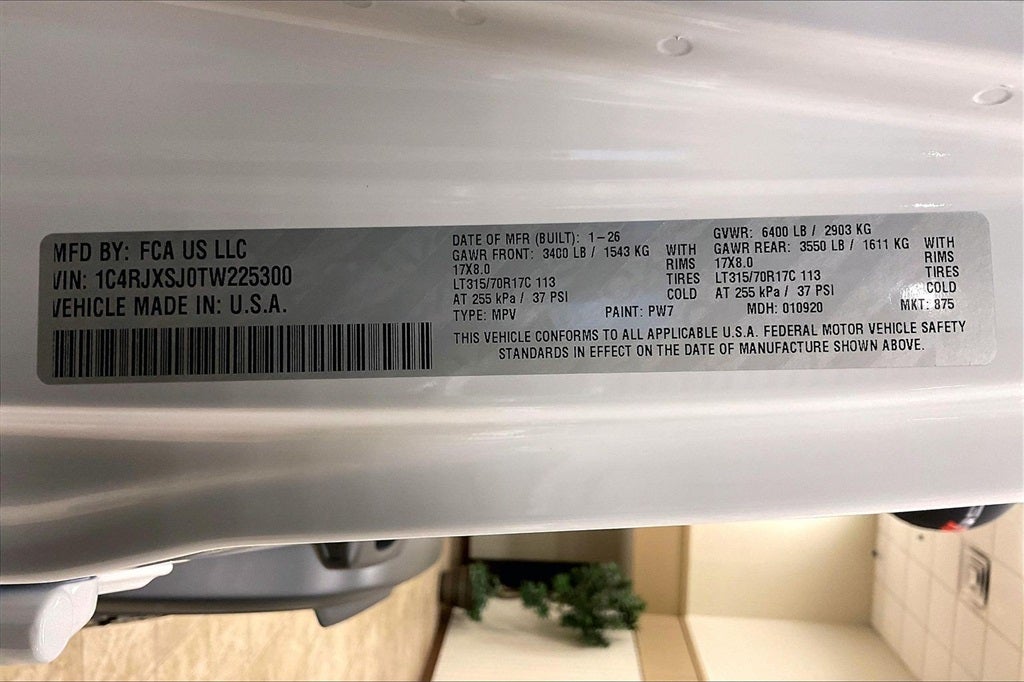 MFD BY: FCA US LLC
VIN: 1C4RJXSJ0TW225300
VEHICLE MADE IN: U.S.A.
DATE OF MFR (BUILT): 1-26
GAWR FRONT: 3400 LB / 1543 KG WITH
17X8.0 RIMS
LT315/70R17C 113 TIRES
AT 255 kPa / 37 PSI COLD
TYPE: MPV PAINT: PW7
GVWR: 6400 LB / 2903 KG
GAWR REAR: 3550 LB / 1611 KG WITH
17X8.0 RIMS
LT315/70R17C 113 TIRES
AT 255 kPa / 37 PSI COLD
MDH: 010920 MKT: 875
THIS VEHICLE CONFORMS TO ALL APPLICABLE U.S.A. FEDERAL MOTOR VEHICLE SAFETY
STANDARDS IN EFFECT ON THE DATE OF MANUFACTURE SHOWN ABOVE.